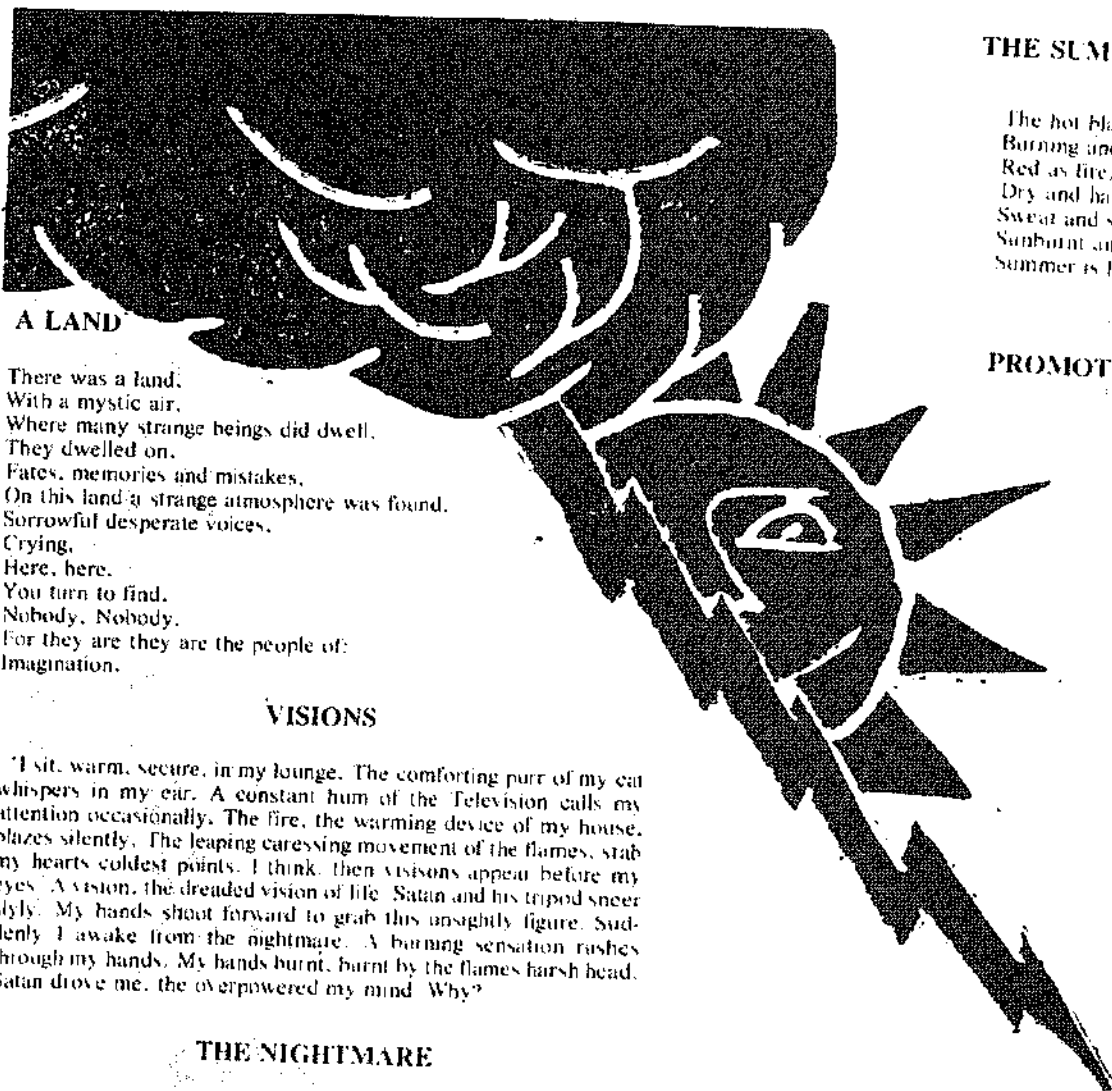 A LAND
There was a land.
With a mystic air.
Where many strange beings did dwell.
They dwelled on.
Fates, memories and mistakes.
On this land a strange atmosphere was found.
Sorrowful desperate voices.
Crying.
Here, here.
You turn to find.
Nobody, Nobody.
For they are they are the people of:
Imagination.
VISIONS
'I sit, warm, secure, in my lounge. The comforting purr of my cat
whispers in my ear. A constant hum of the Television calls my
attention occasionally. The fire, the warming device of my house,
blazes silently. The leaping caressing movement of the flames, stab
my hearts coldest points. I think, then visisons appear before my
eyes. A vision, the dreaded vision of life. Satan and his tripod sneer
slyly. My hands shoot forward to grab this unsightly figure. Sud-
denly I awake from the nightmare. A burning sensation rushes
through my hands. My hands burnt, burnt by the flames harsh head.
Satan drove me, the overpowered my mind. Why?
THE NIGHTMARE
THE SUM
The hot bla
Burning and
Red as fire,
Dry and ha
Sweat and s
Sunburnt an
Summer is
PROMOT